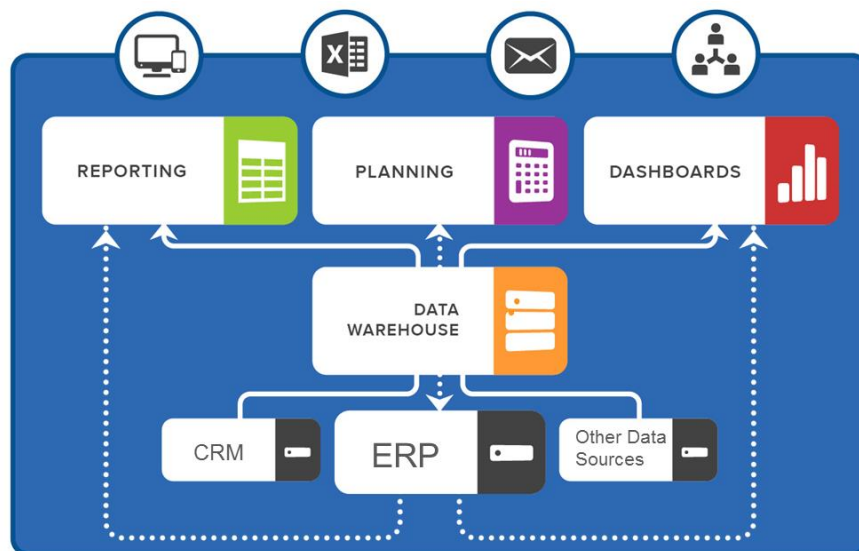 X
REPORTING
PLANNING
DASHBOARDS
DATA
WAREHOUSE
CRM
ERP
Other Data
Sources